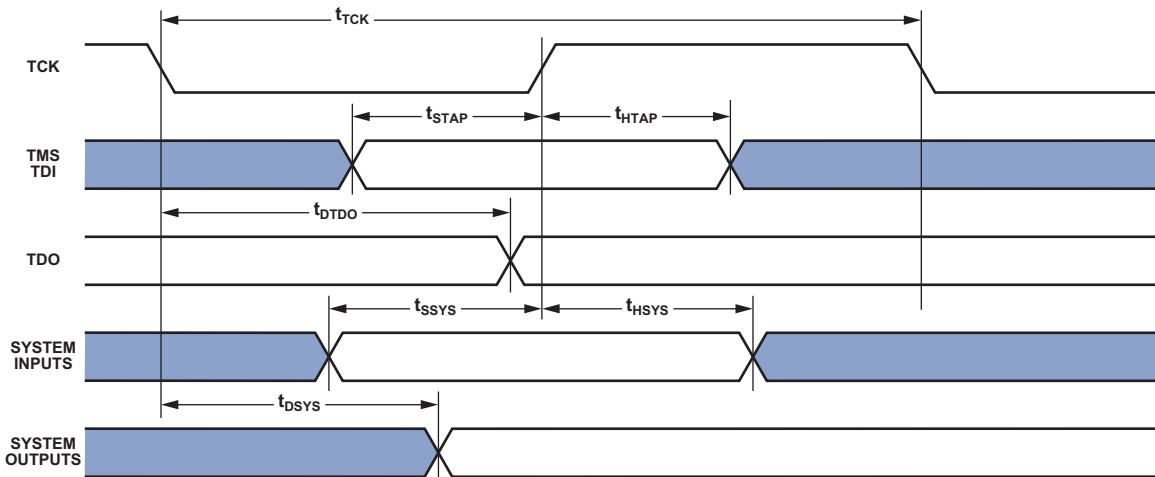 tTCK
TCK
tSTAP
tHTAP
TMS
TDI
tDTDO
TDO
tSSYS
tHSYS
SYSTEM
INPUTS
tDSYS
SYSTEM
OUTPUTS